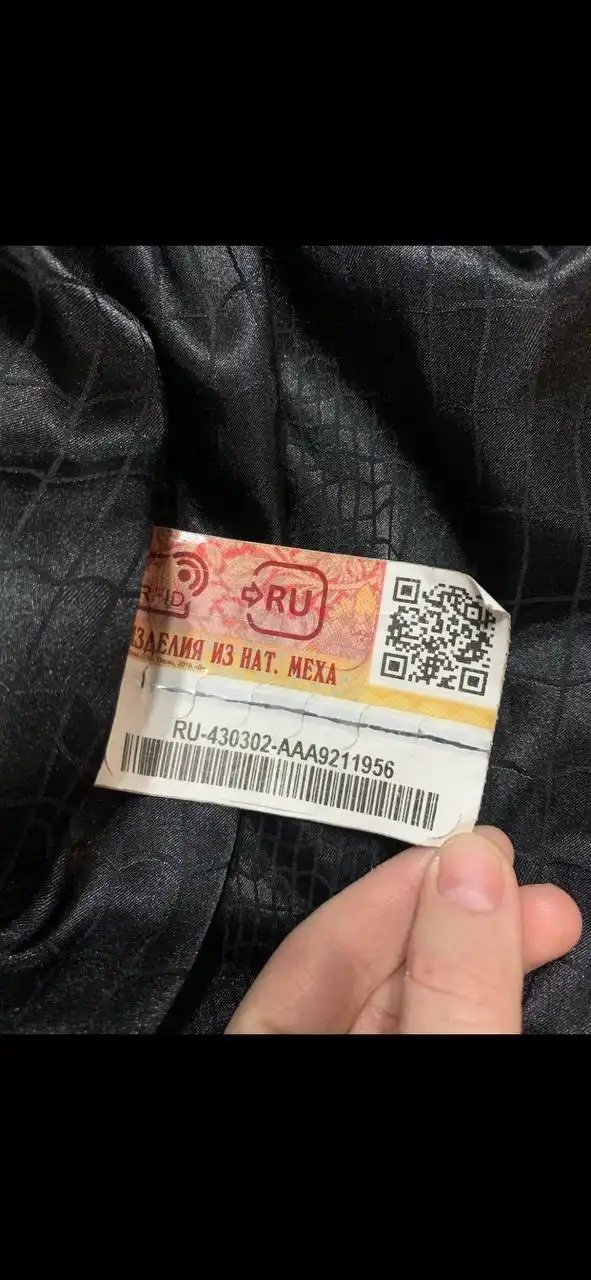 RFID
RU
ИЗДЕЛИЯ ИЗ НАТ. МЕХА
RU-430302-AAA9211956